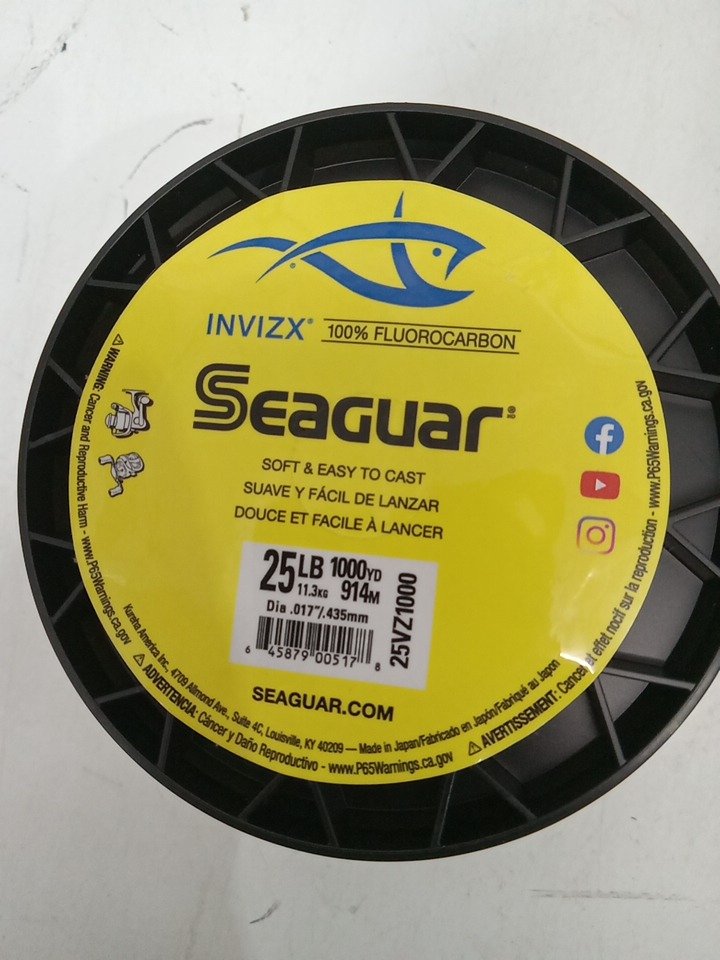 INVIZX® 100% FLUOROCARBON
SEAGUAR®
SOFT & EASY TO CAST
SUAVE Y FÁCIL DE LANZAR
DOUCE ET FACILE À LANCER
25LB 1000YD
11.3KG 914M
Dia .017"/.435mm
6 45879 00517 8
25VZ1000
SEAGUAR.COM
Kureha America Inc., 4709 Allmond Ave., Suite 4C, Louisville, KY 40209 — Made in Japan/Fabricado en Japón/Fabriqué au Japon
⚠ WARNING: Cancer and Reproductive Harm - www.P65Warnings.ca.gov
⚠ ADVERTENCIA: Cáncer y Daño Reproductivo - www.P65Warnings.ca.gov
⚠ AVERTISSEMENT: Cancer et effet nocif sur la reproduction - www.P65Warnings.ca.gov